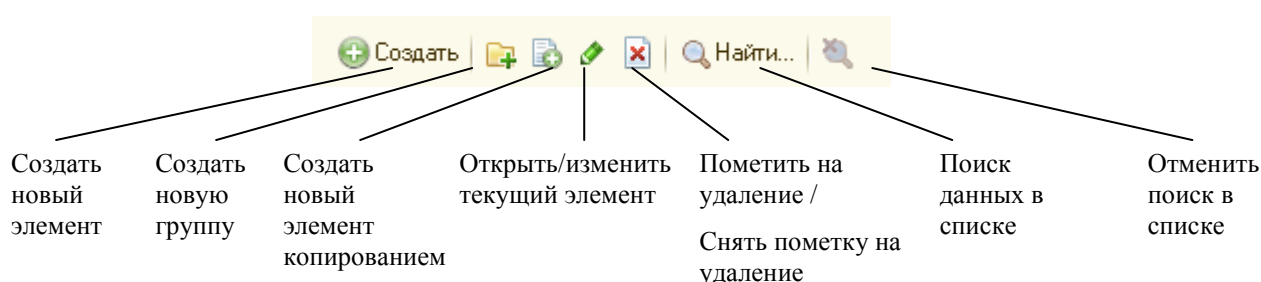 Создать
Найти...
Создать
новый
элемент
Создать
новую
группу
Создать
новый
элемент
копированием
Открыть/изменить
текущий элемент
Пометить на
удаление /
Снять пометку на
удаление
Поиск
данных в
списке
Отменить
поиск в
списке